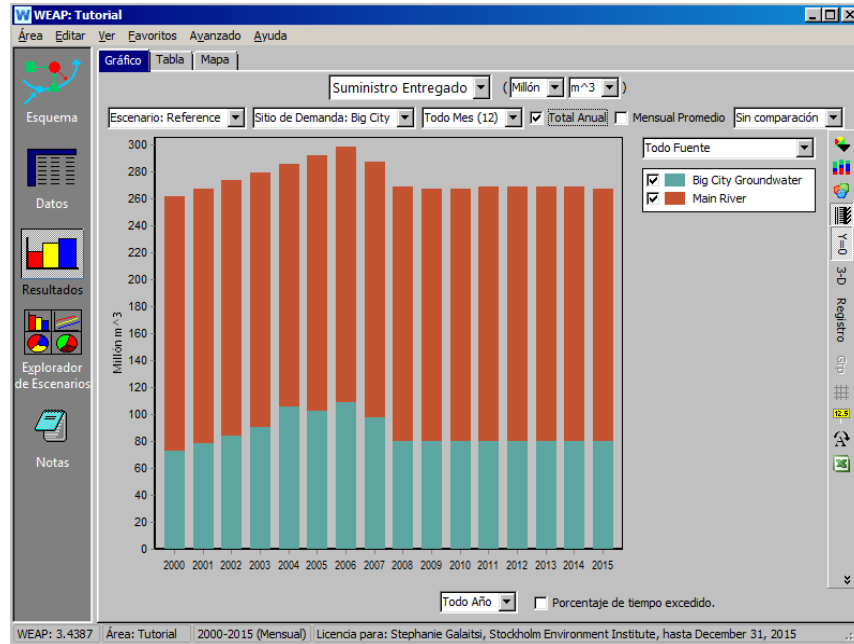 WEAP: Tutorial
Área Editar Ver Favoritos Avanzado Ayuda
Esquema
Datos
Resultados
Explorador
de Escenarios
Notas
Gráfico Tabla Mapa
Suministro Entregado ( Millón m^3 )
Escenario: Reference Sitio de Demanda: Big City Todo Mes (12) Total Anual Mensual Promedio Sin comparación
Todo Fuente
Big City Groundwater
Main River
Millón m^3
300
280
260
240
220
200
180
160
140
120
100
80
60
40
20
0
2000 2001 2002 2003 2004 2005 2006 2007 2008 2009 2010 2011 2012 2013 2014 2015
Y=0
3-D
Registro
Grp
12.5
A
Todo Año Porcentaje de tiempo excedido.
WEAP: 3.4387 Área: Tutorial 2000-2015 (Mensual) Licencia para: Stephanie Galaitsi, Stockholm Environment Institute, hasta December 31, 2015